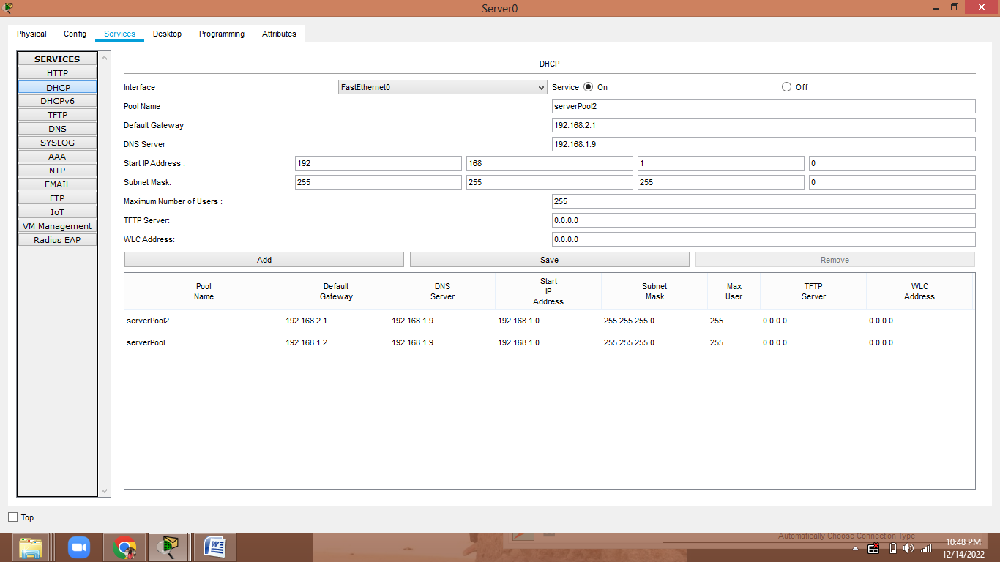 Server0
Physical Config Services Desktop Programming Attributes
SERVICES
HTTP
DHCP
DHCPv6
TFTP
DNS
SYSLOG
AAA
NTP
EMAIL
FTP
IoT
VM Management
Radius EAP
DHCP
Interface FastEthernet0 Service On Off
Pool Name serverPool2
Default Gateway 192.168.2.1
DNS Server 192.168.1.9
Start IP Address : 192 168 1 0
Subnet Mask: 255 255 255 0
Maximum Number of Users : 255
TFTP Server: 0.0.0.0
WLC Address: 0.0.0.0
Add Save Remove
Pool Name Default Gateway DNS Server Start IP Address Subnet Mask Max User TFTP Server WLC Address
serverPool2 192.168.2.1 192.168.1.9 192.168.1.0 255.255.255.0 255 0.0.0.0 0.0.0.0
serverPool 192.168.1.2 192.168.1.9 192.168.1.0 255.255.255.0 255 0.0.0.0 0.0.0.0
Top
Automatically Choose Connection Type
10:48 PM
12/14/2022